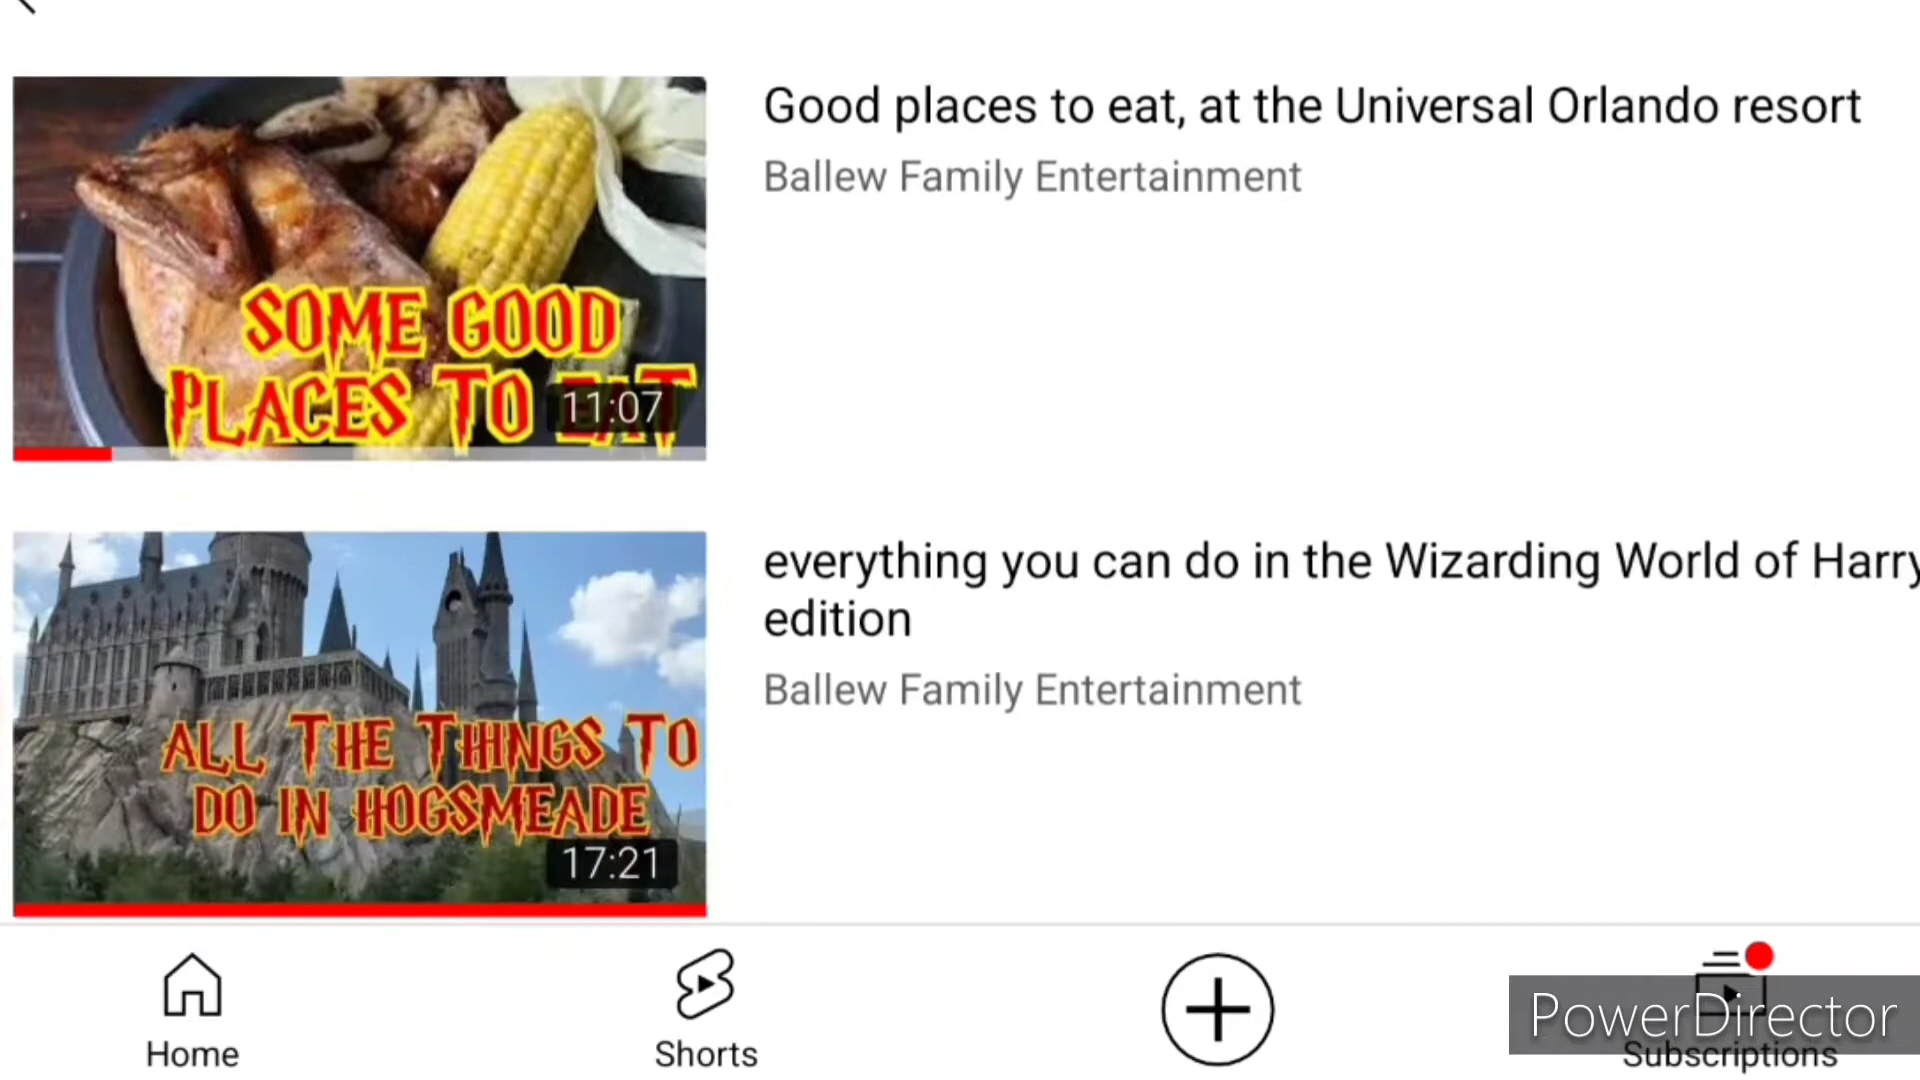 Good places to eat, at the Universal Orlando resort
Ballew Family Entertainment
SOME GOOD
PLACES TO EAT
11:07
everything you can do in the Wizarding World of Harry
edition
Ballew Family Entertainment
ALL THE THINGS TO
DO IN HOGSMEADE
17:21
Home
Shorts
Subscriptions
PowerDirector